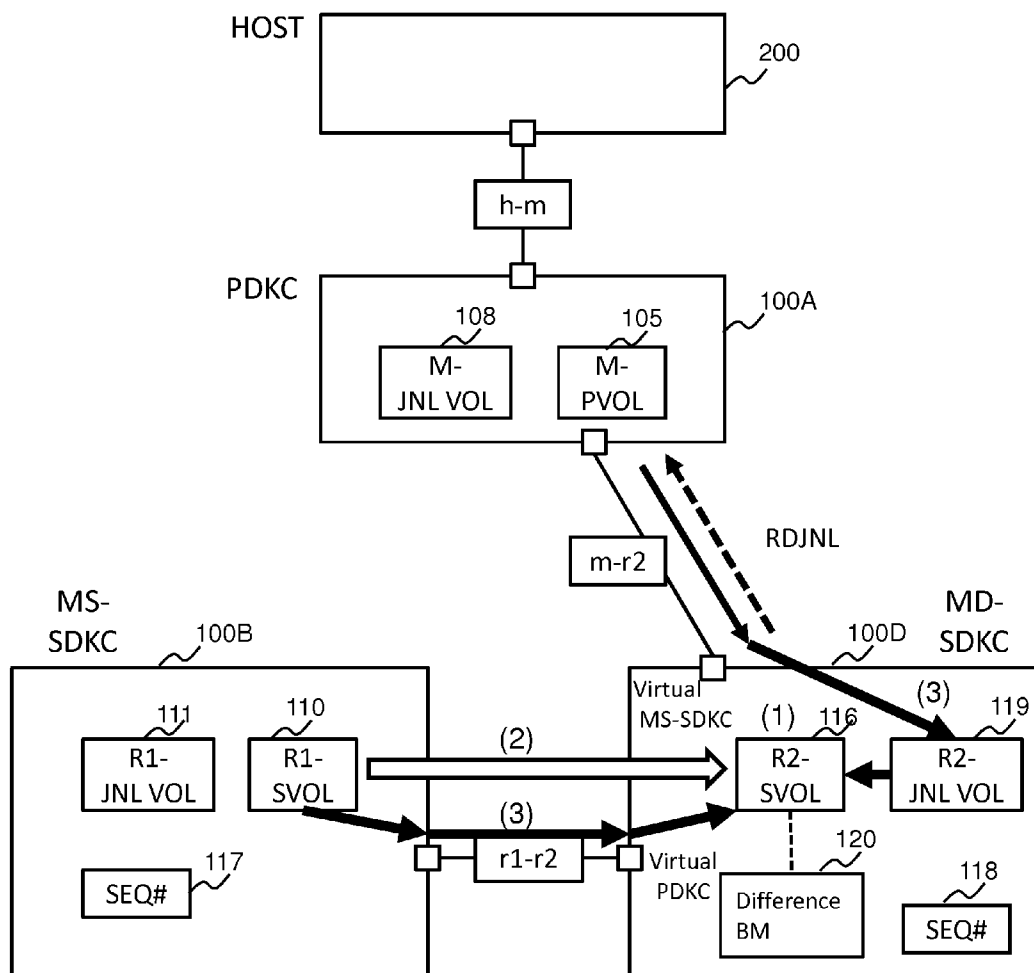 HOST
200
h-m
PDKC
100A
108
105
M-
JNL VOL
M-
PVOL
RDJNL
m-r2
MS-
SDKC
100B
MD-
SDKC
100D
Virtual
MS-SDKC
(1)
(3)
111
110
116
119
R1-
JNL VOL
R1-
SVOL
(2)
R2-
SVOL
R2-
JNL VOL
(3)
r1-r2
Virtual
PDKC
117
SEQ#
120
Difference
BM
118
SEQ#